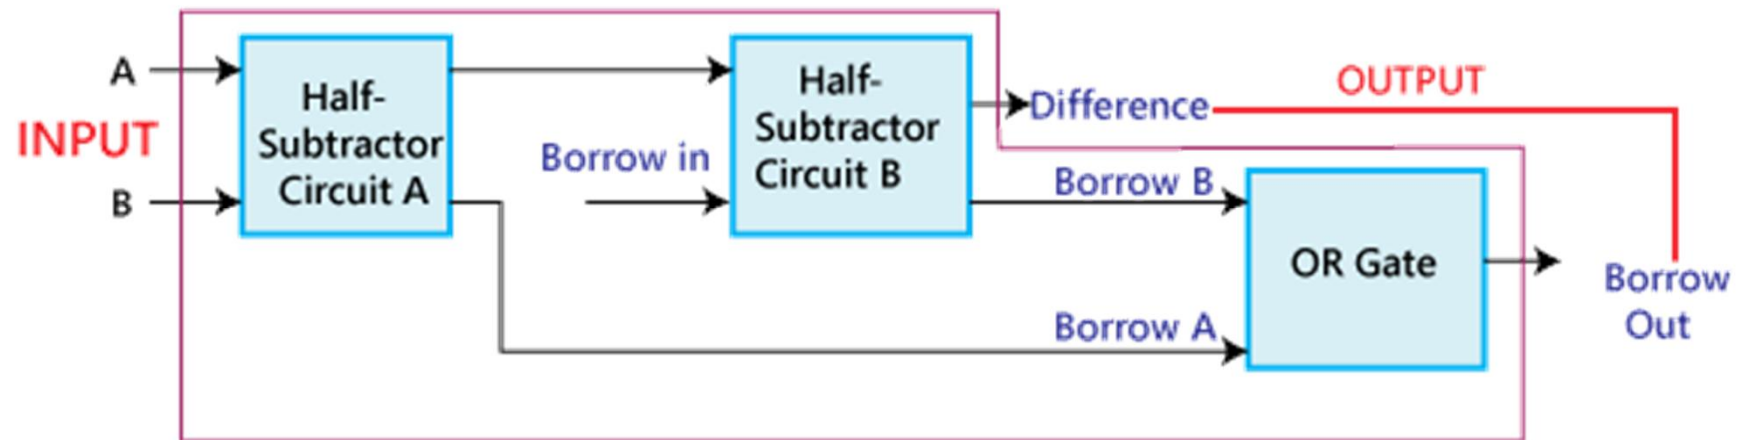 A
INPUT
B
Half-
Subtractor
Circuit A
Borrow in
Half-
Subtractor
Circuit B
Difference
OUTPUT
Borrow B
Borrow A
OR Gate
Borrow
Out